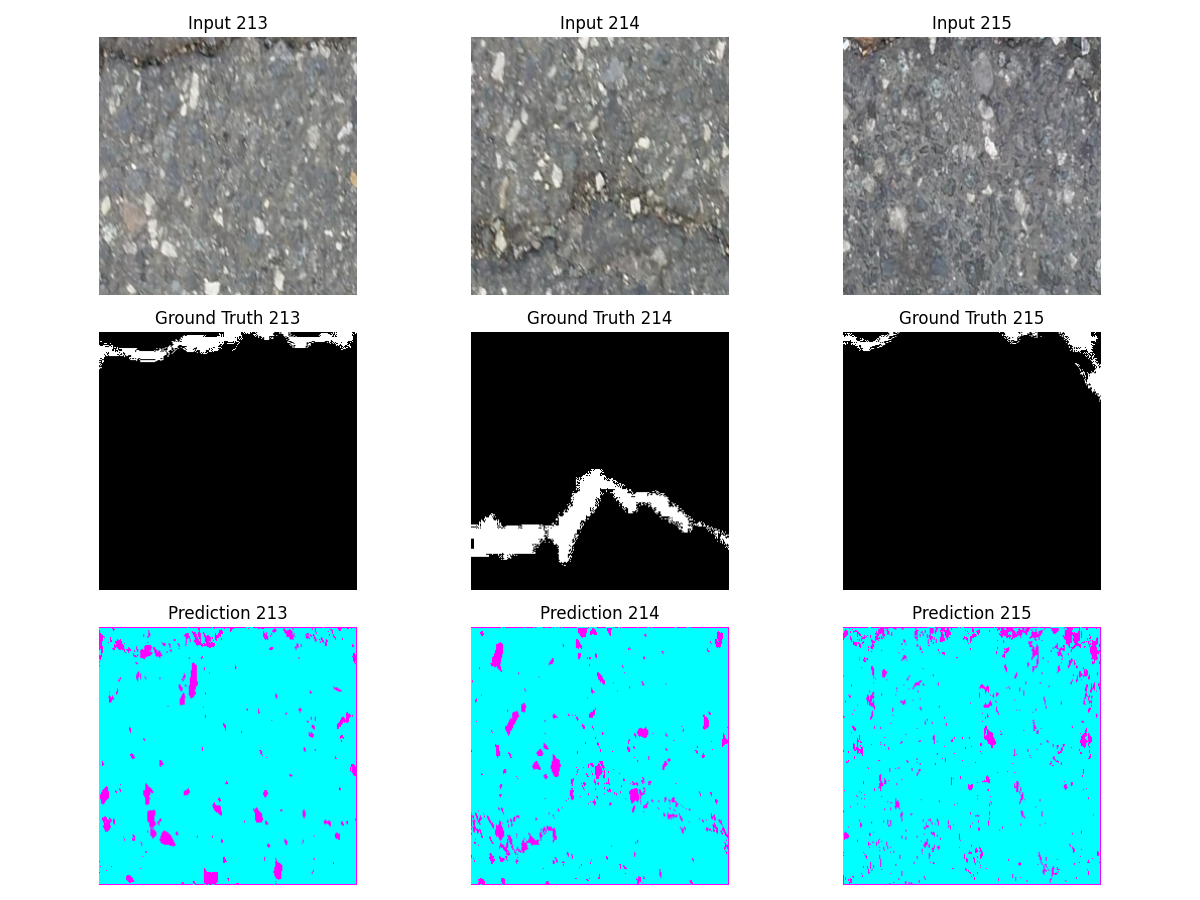 Input 213
Input 214
Input 215
Ground Truth 213
Ground Truth 214
Ground Truth 215
Prediction 213
Prediction 214
Prediction 215